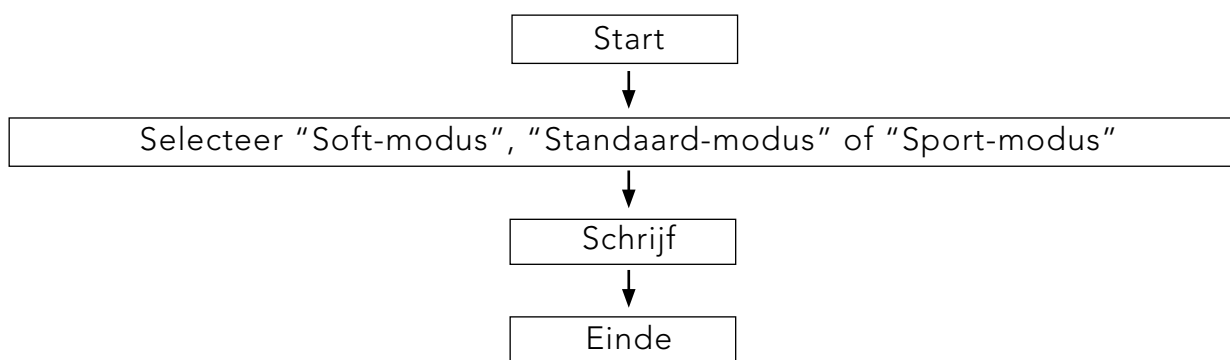 Start
Selecteer “Soft-modus”, “Standaard-modus” of “Sport-modus”
Schrijf
Einde